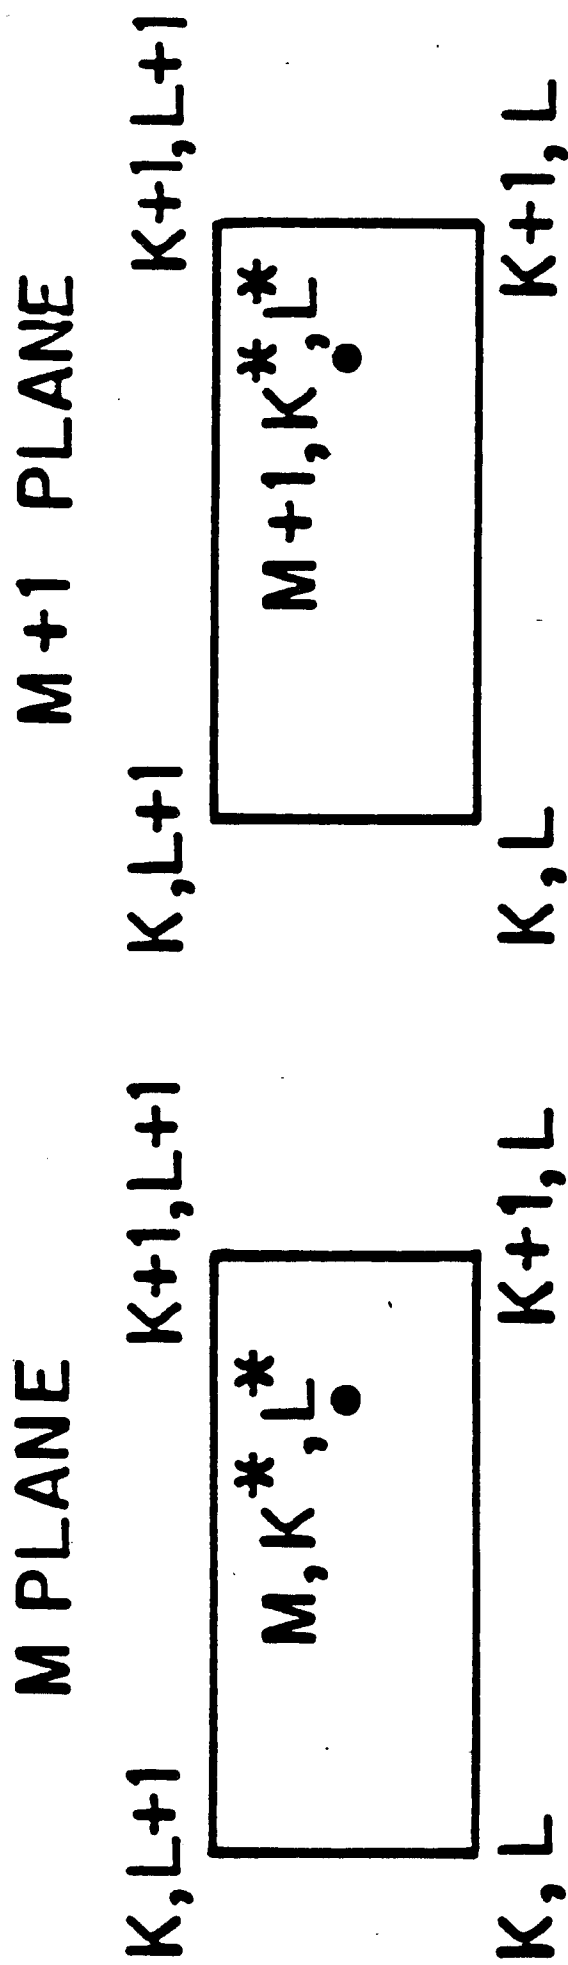 M PLANE
K,L+1
K+1,L+1
M,K*,L*
K,L
K+1,L
M+1 PLANE
K,L+1
K+1,L+1
M+1,K*,L*
K,L
K+1,L